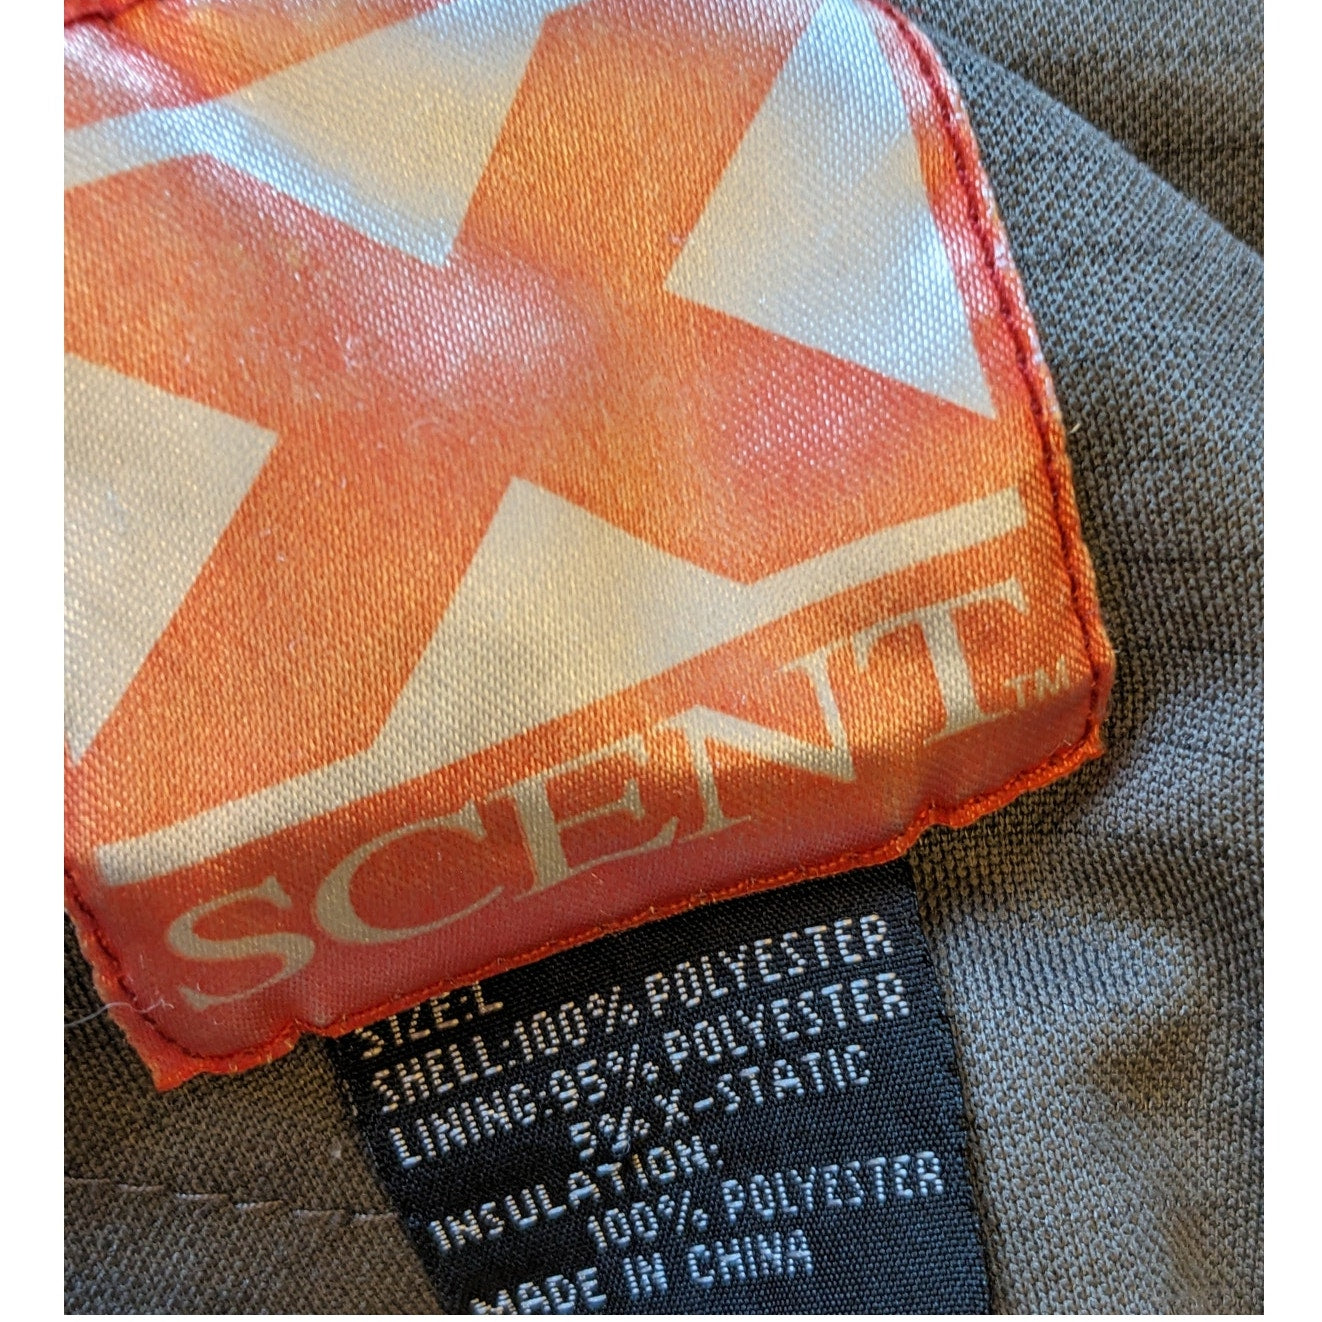 SCENT™
SIZE:L
SHELL:100% POLYESTER
LINING:95% POLYESTER
5% X-STATIC
INSULATION:
100% POLYESTER
MADE IN CHINA